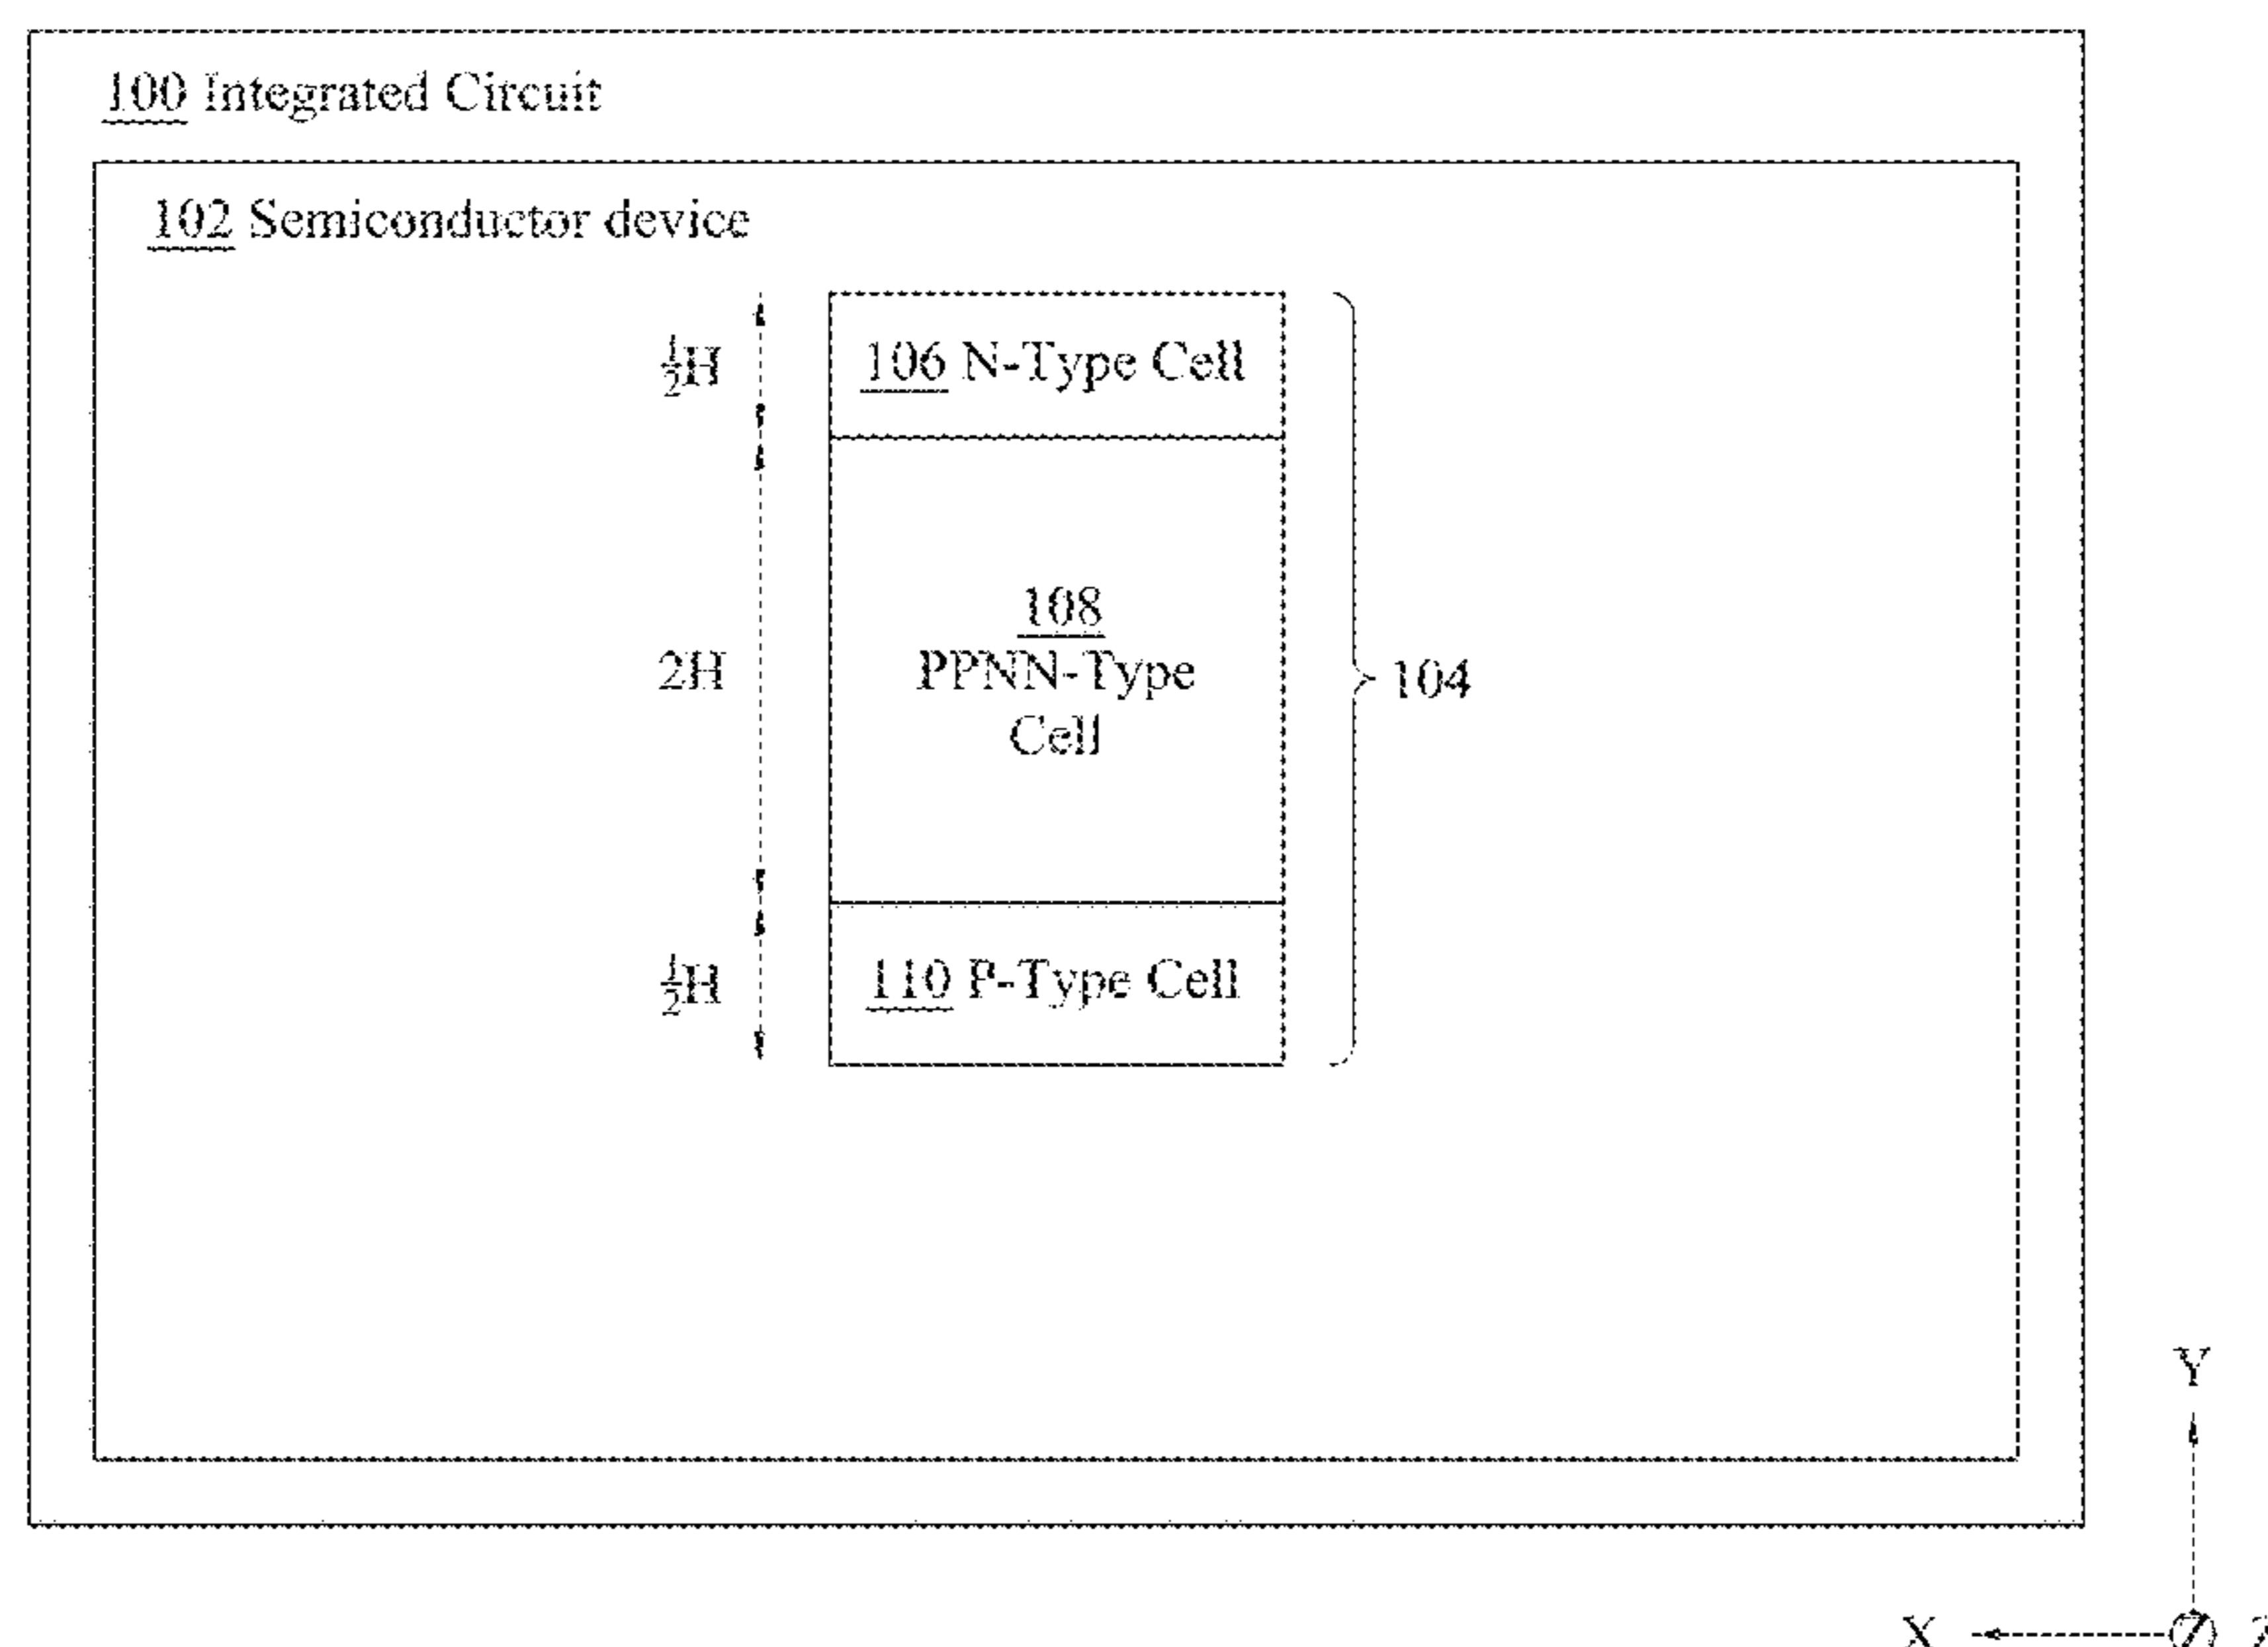 100 Integrated Circuit
102 Semiconductor device
½H
106 N-Type Cell
108
2H
PPNN-Type
104
Cell
½H
110 P-Type Cell
Y
X